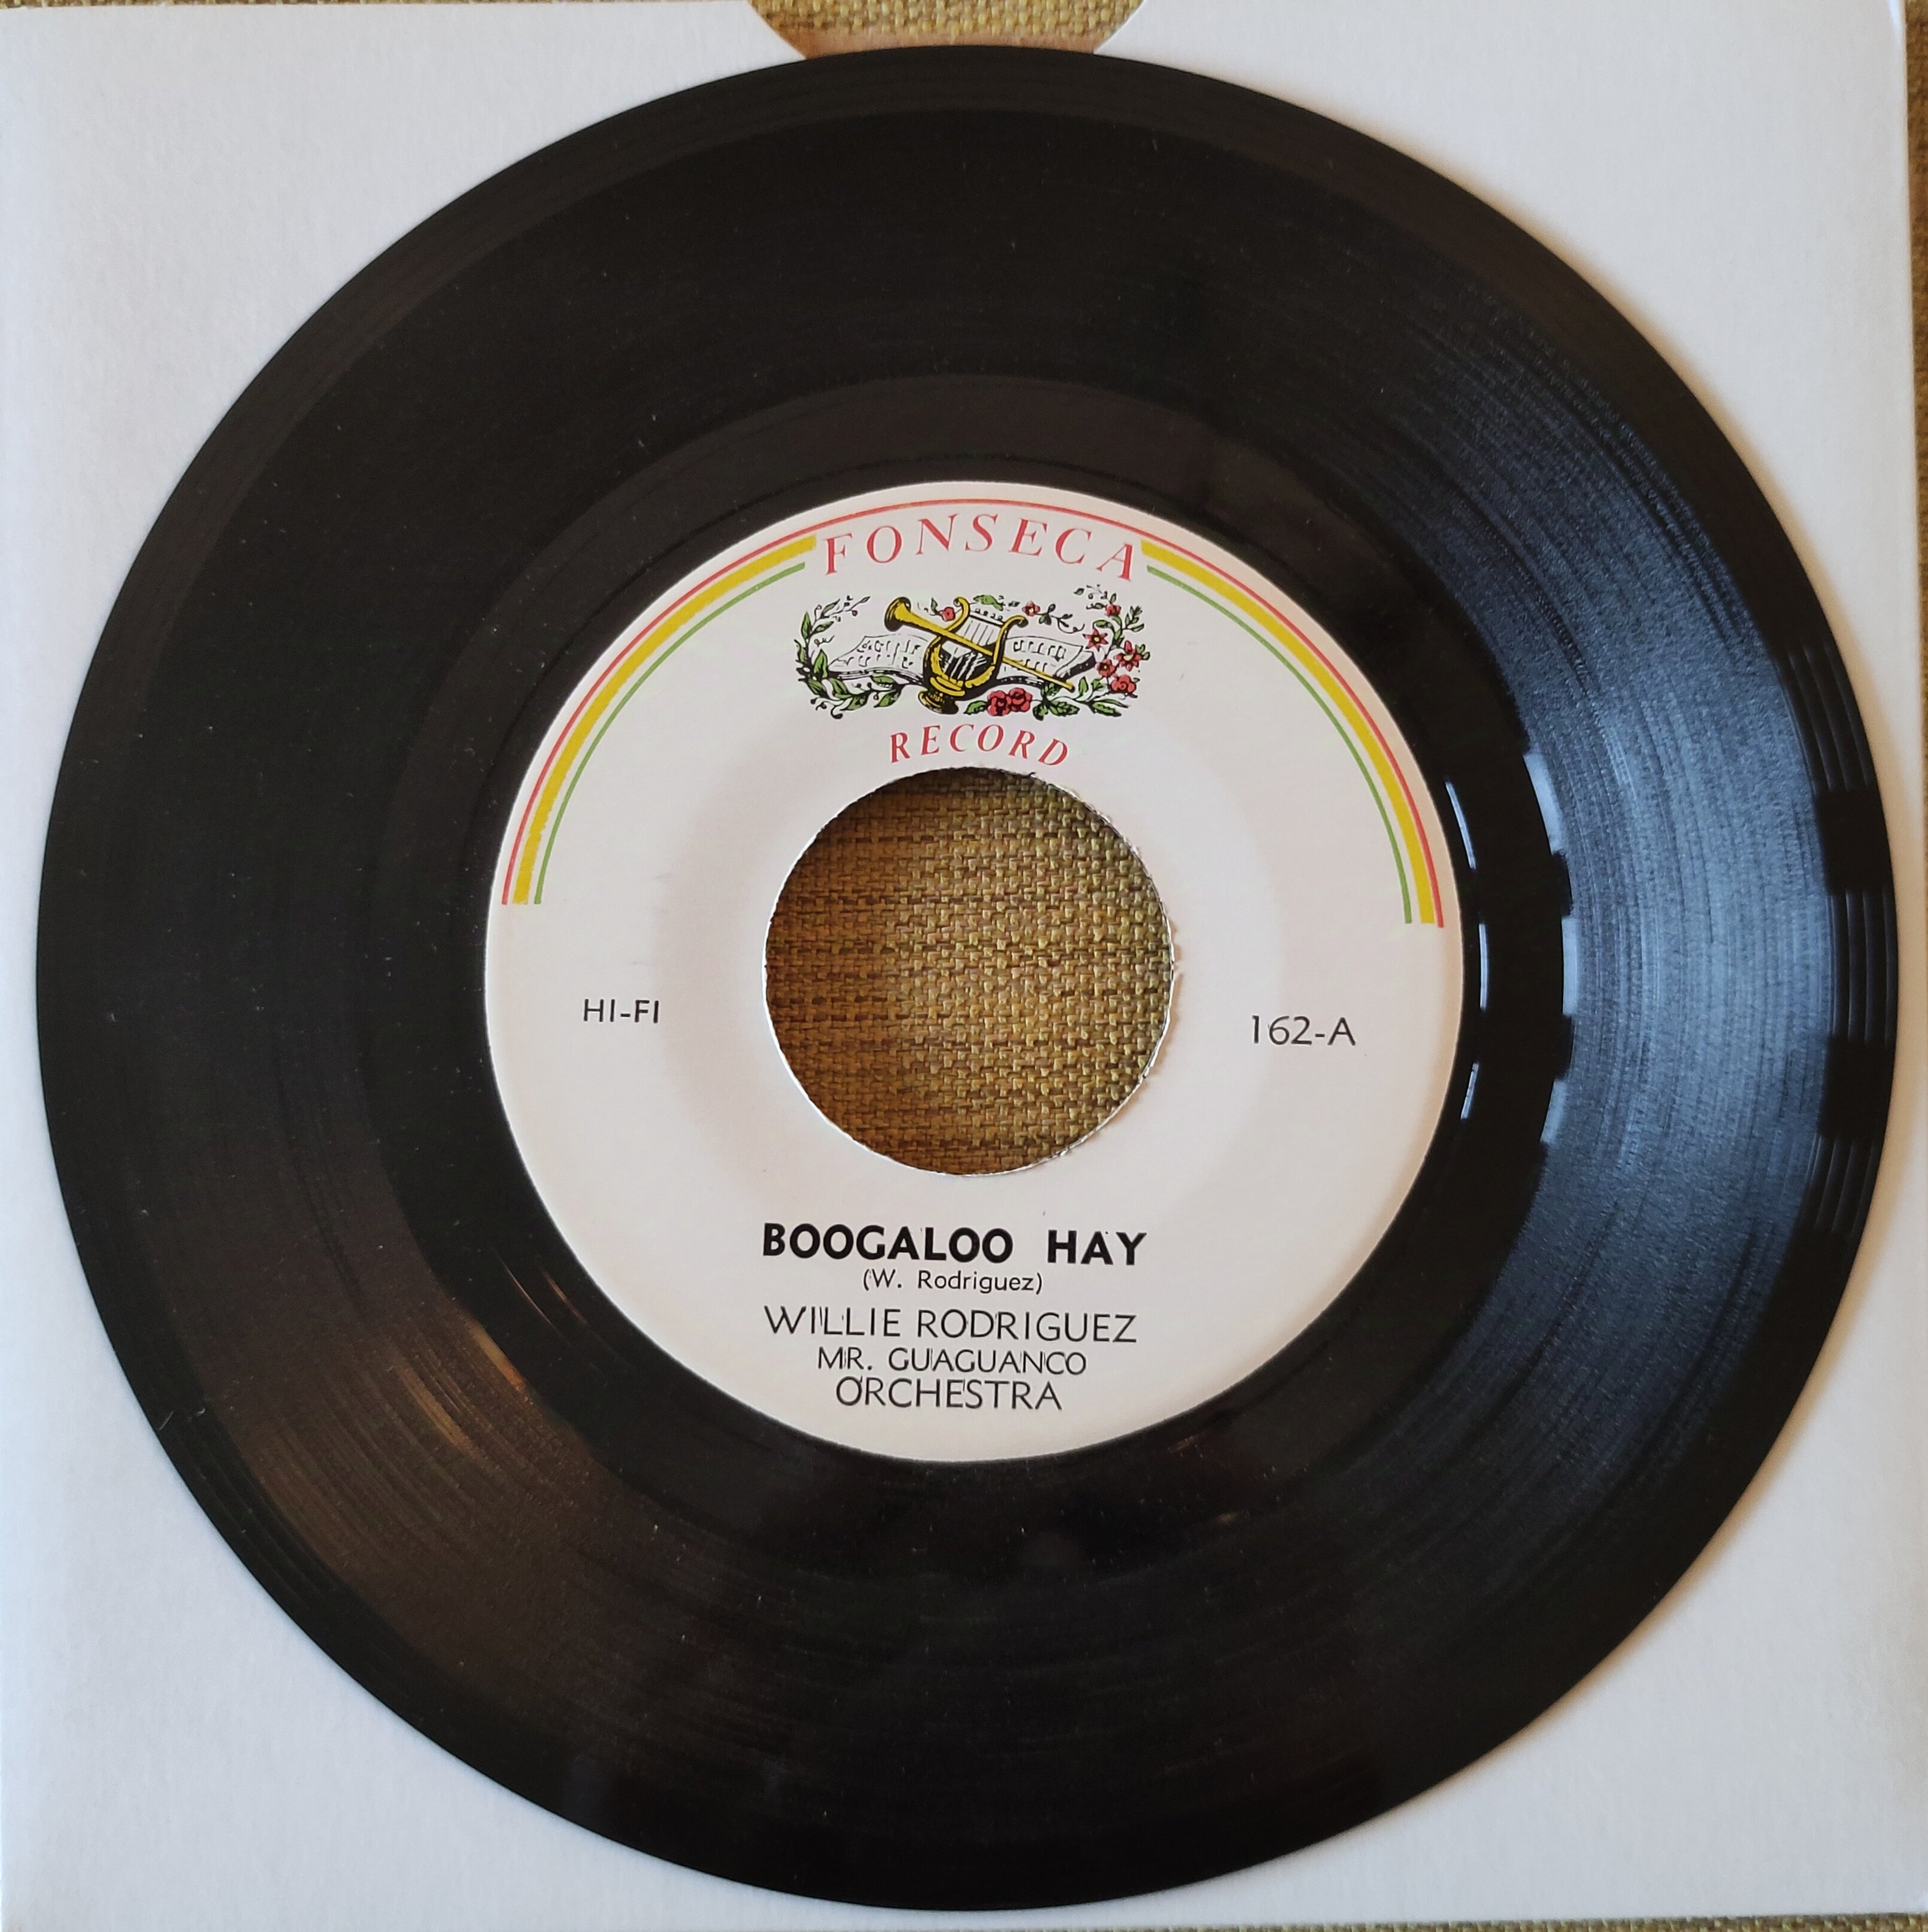 FONSECA
RECORD
HI-FI
162-A
BOOGALOO HAY
(W. Rodriguez)
WILLIE RODRIGUEZ
MR. GUAGUANCO
ORCHESTRA